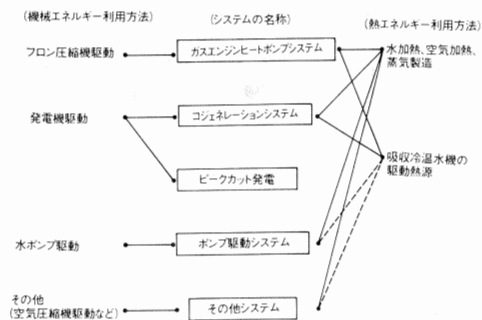 (機械エネルギー利用方法)
(システムの名称)
(熱エネルギー利用方法)
フロン圧縮機駆動
ガスエンジンヒートポンプシステム
水加熱、空気加熱、
蒸気製造
発電機駆動
コジェネレーションシステム
ピークカット発電
吸収冷温水機の
駆動熱源
水ポンプ駆動
ポンプ駆動システム
その他
(空気圧縮機駆動など)
その他システム